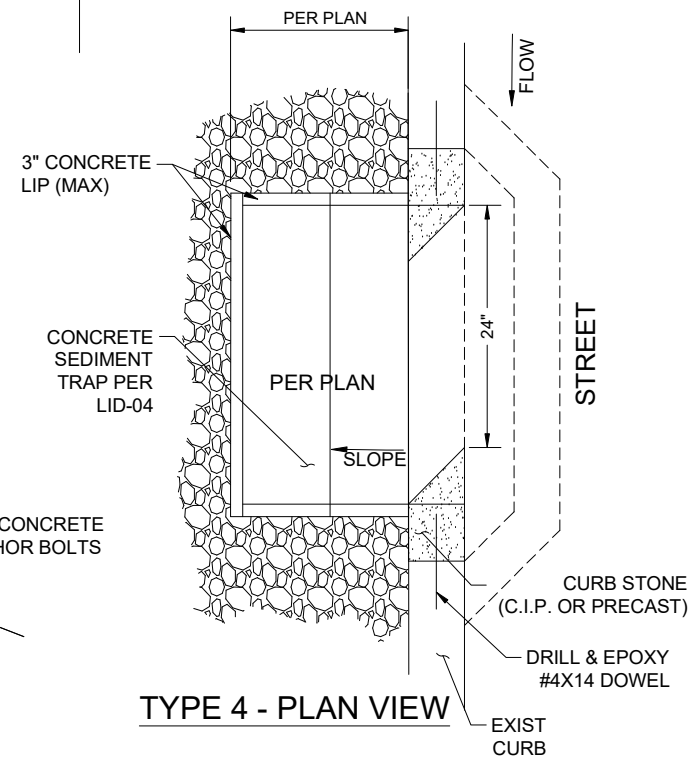 PER PLAN
FLOW
3" CONCRETE
LIP (MAX)
CONCRETE
SEDIMENT
TRAP PER
LID-04
PER PLAN
24"
STREET
SLOPE
CONCRETE
HOR BOLTS
CURB STONE
(C.I.P. OR PRECAST)
DRILL & EPOXY
#4X14 DOWEL
TYPE 4 - PLAN VIEW
EXIST
CURB